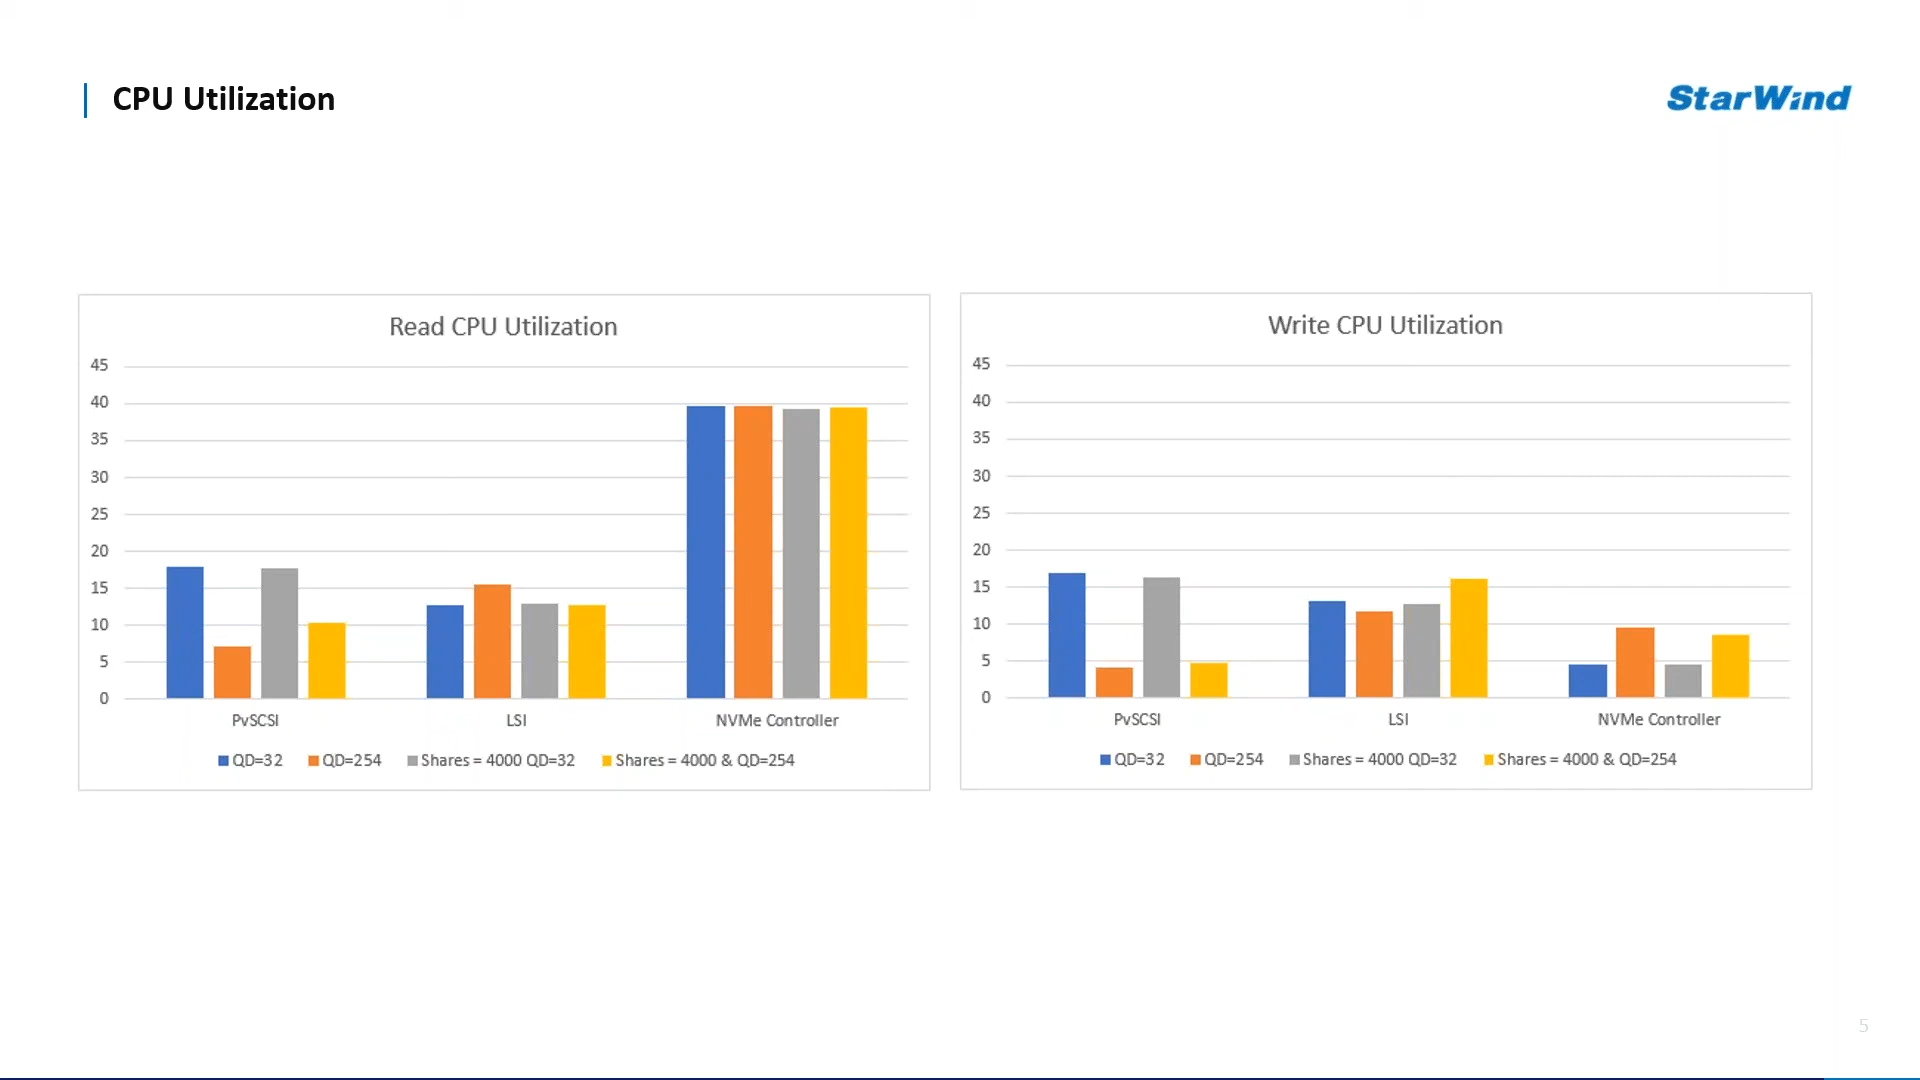 CPU Utilization
StarWind
Read CPU Utilization
45
40
35
30
25
20
15
10
5
0
PvSCSI LSI NVMe Controller
QD=32 QD=254 Shares = 4000 QD=32 Shares = 4000 & QD=254
Write CPU Utilization
45
40
35
30
25
20
15
10
5
0
PvSCSI LSI NVMe Controller
QD=32 QD=254 Shares = 4000 QD=32 Shares = 4000 & QD=254
5